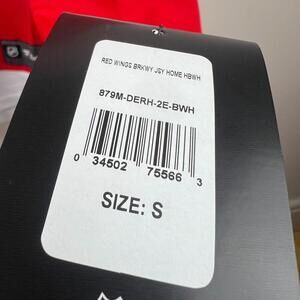 RED WINGS BRKWY JSY HOME HBWH
879M-DERH-2E-BWH
0 34502 75566 3
SIZE: S